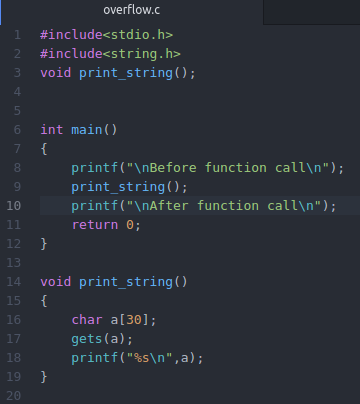 overflow.c
1 #include<stdio.h>
2 #include<string.h>
3 void print_string();
4
5
6 int main()
7 {
8     printf("\nBefore function call\n");
9     print_string();
10     printf("\nAfter function call\n");
11     return 0;
12 }
13
14 void print_string()
15 {
16     char a[30];
17     gets(a);
18     printf("%s\n",a);
19 }
20